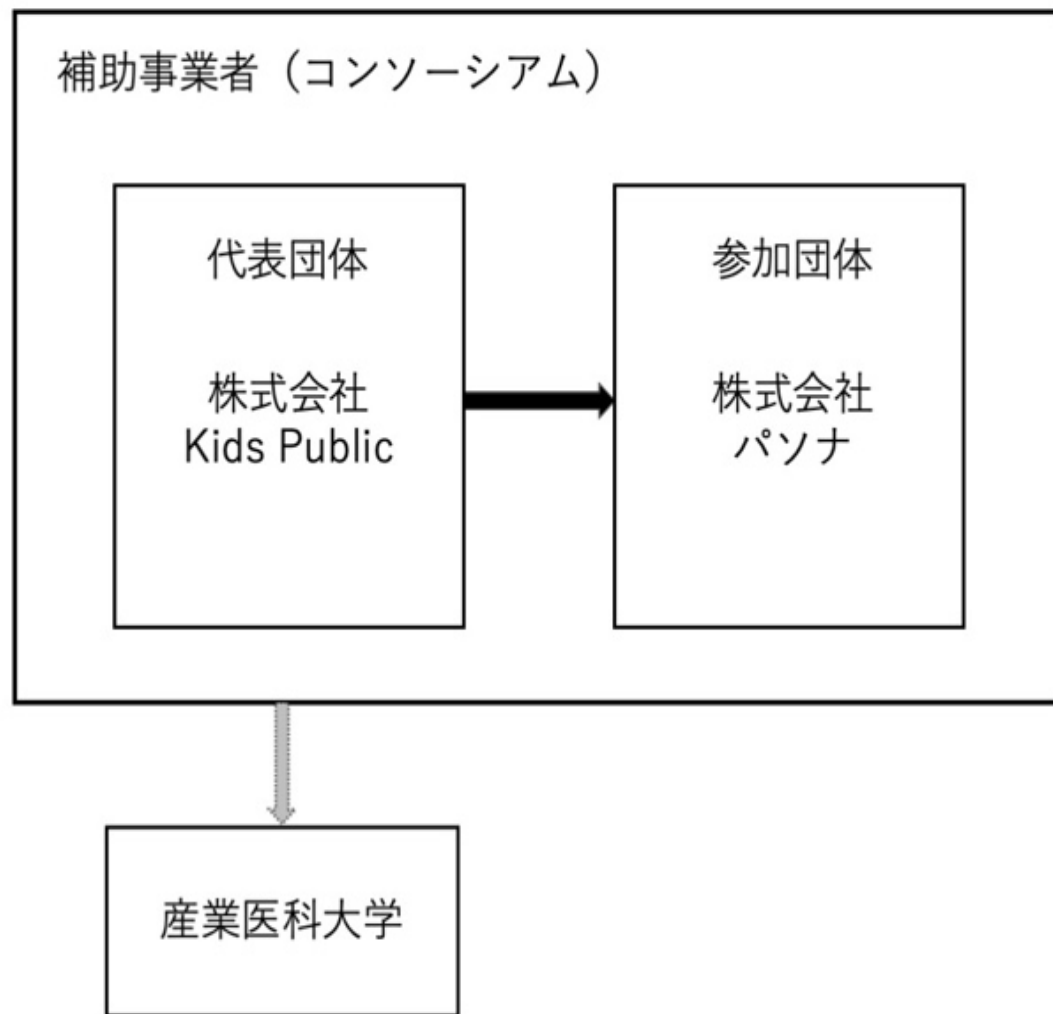 補助事業者（コンソーシアム）
代表団体
株式会社
Kids Public
参加団体
株式会社
パソナ
産業医科大学